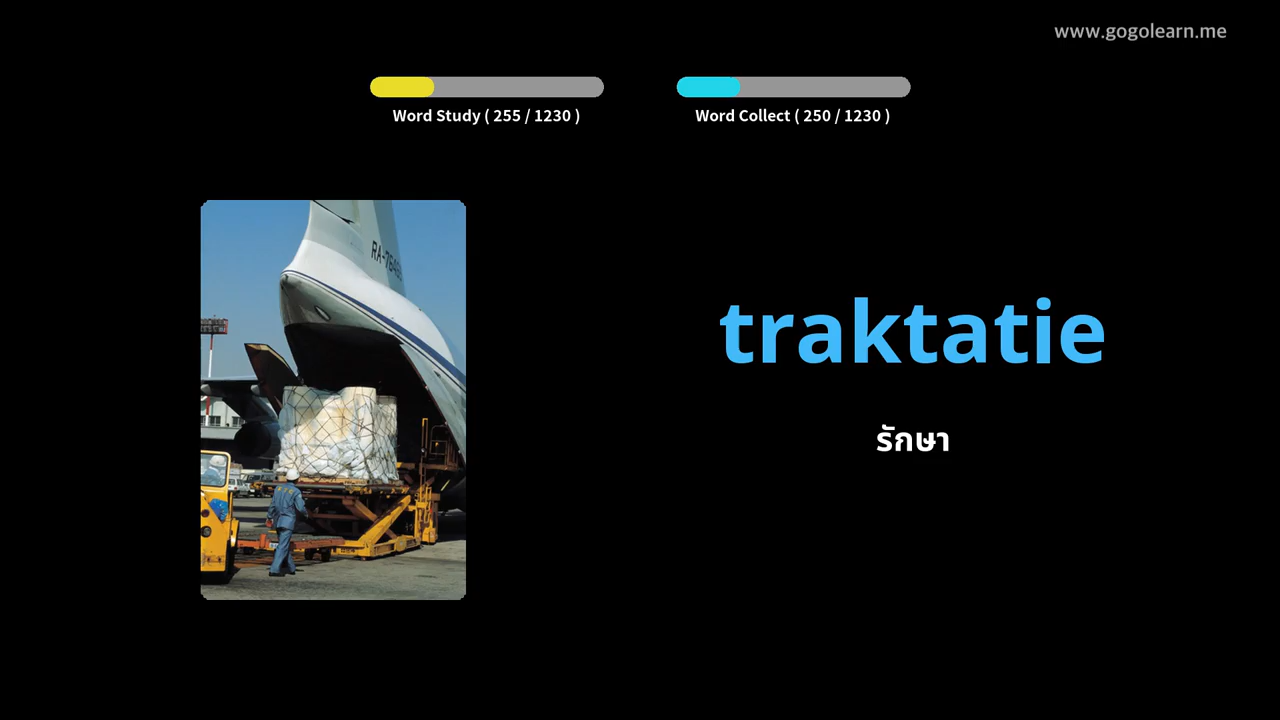 www.gogolearn.me
Word Study ( 255 / 1230 )
Word Collect ( 250 / 1230 )
traktatie
รักษา